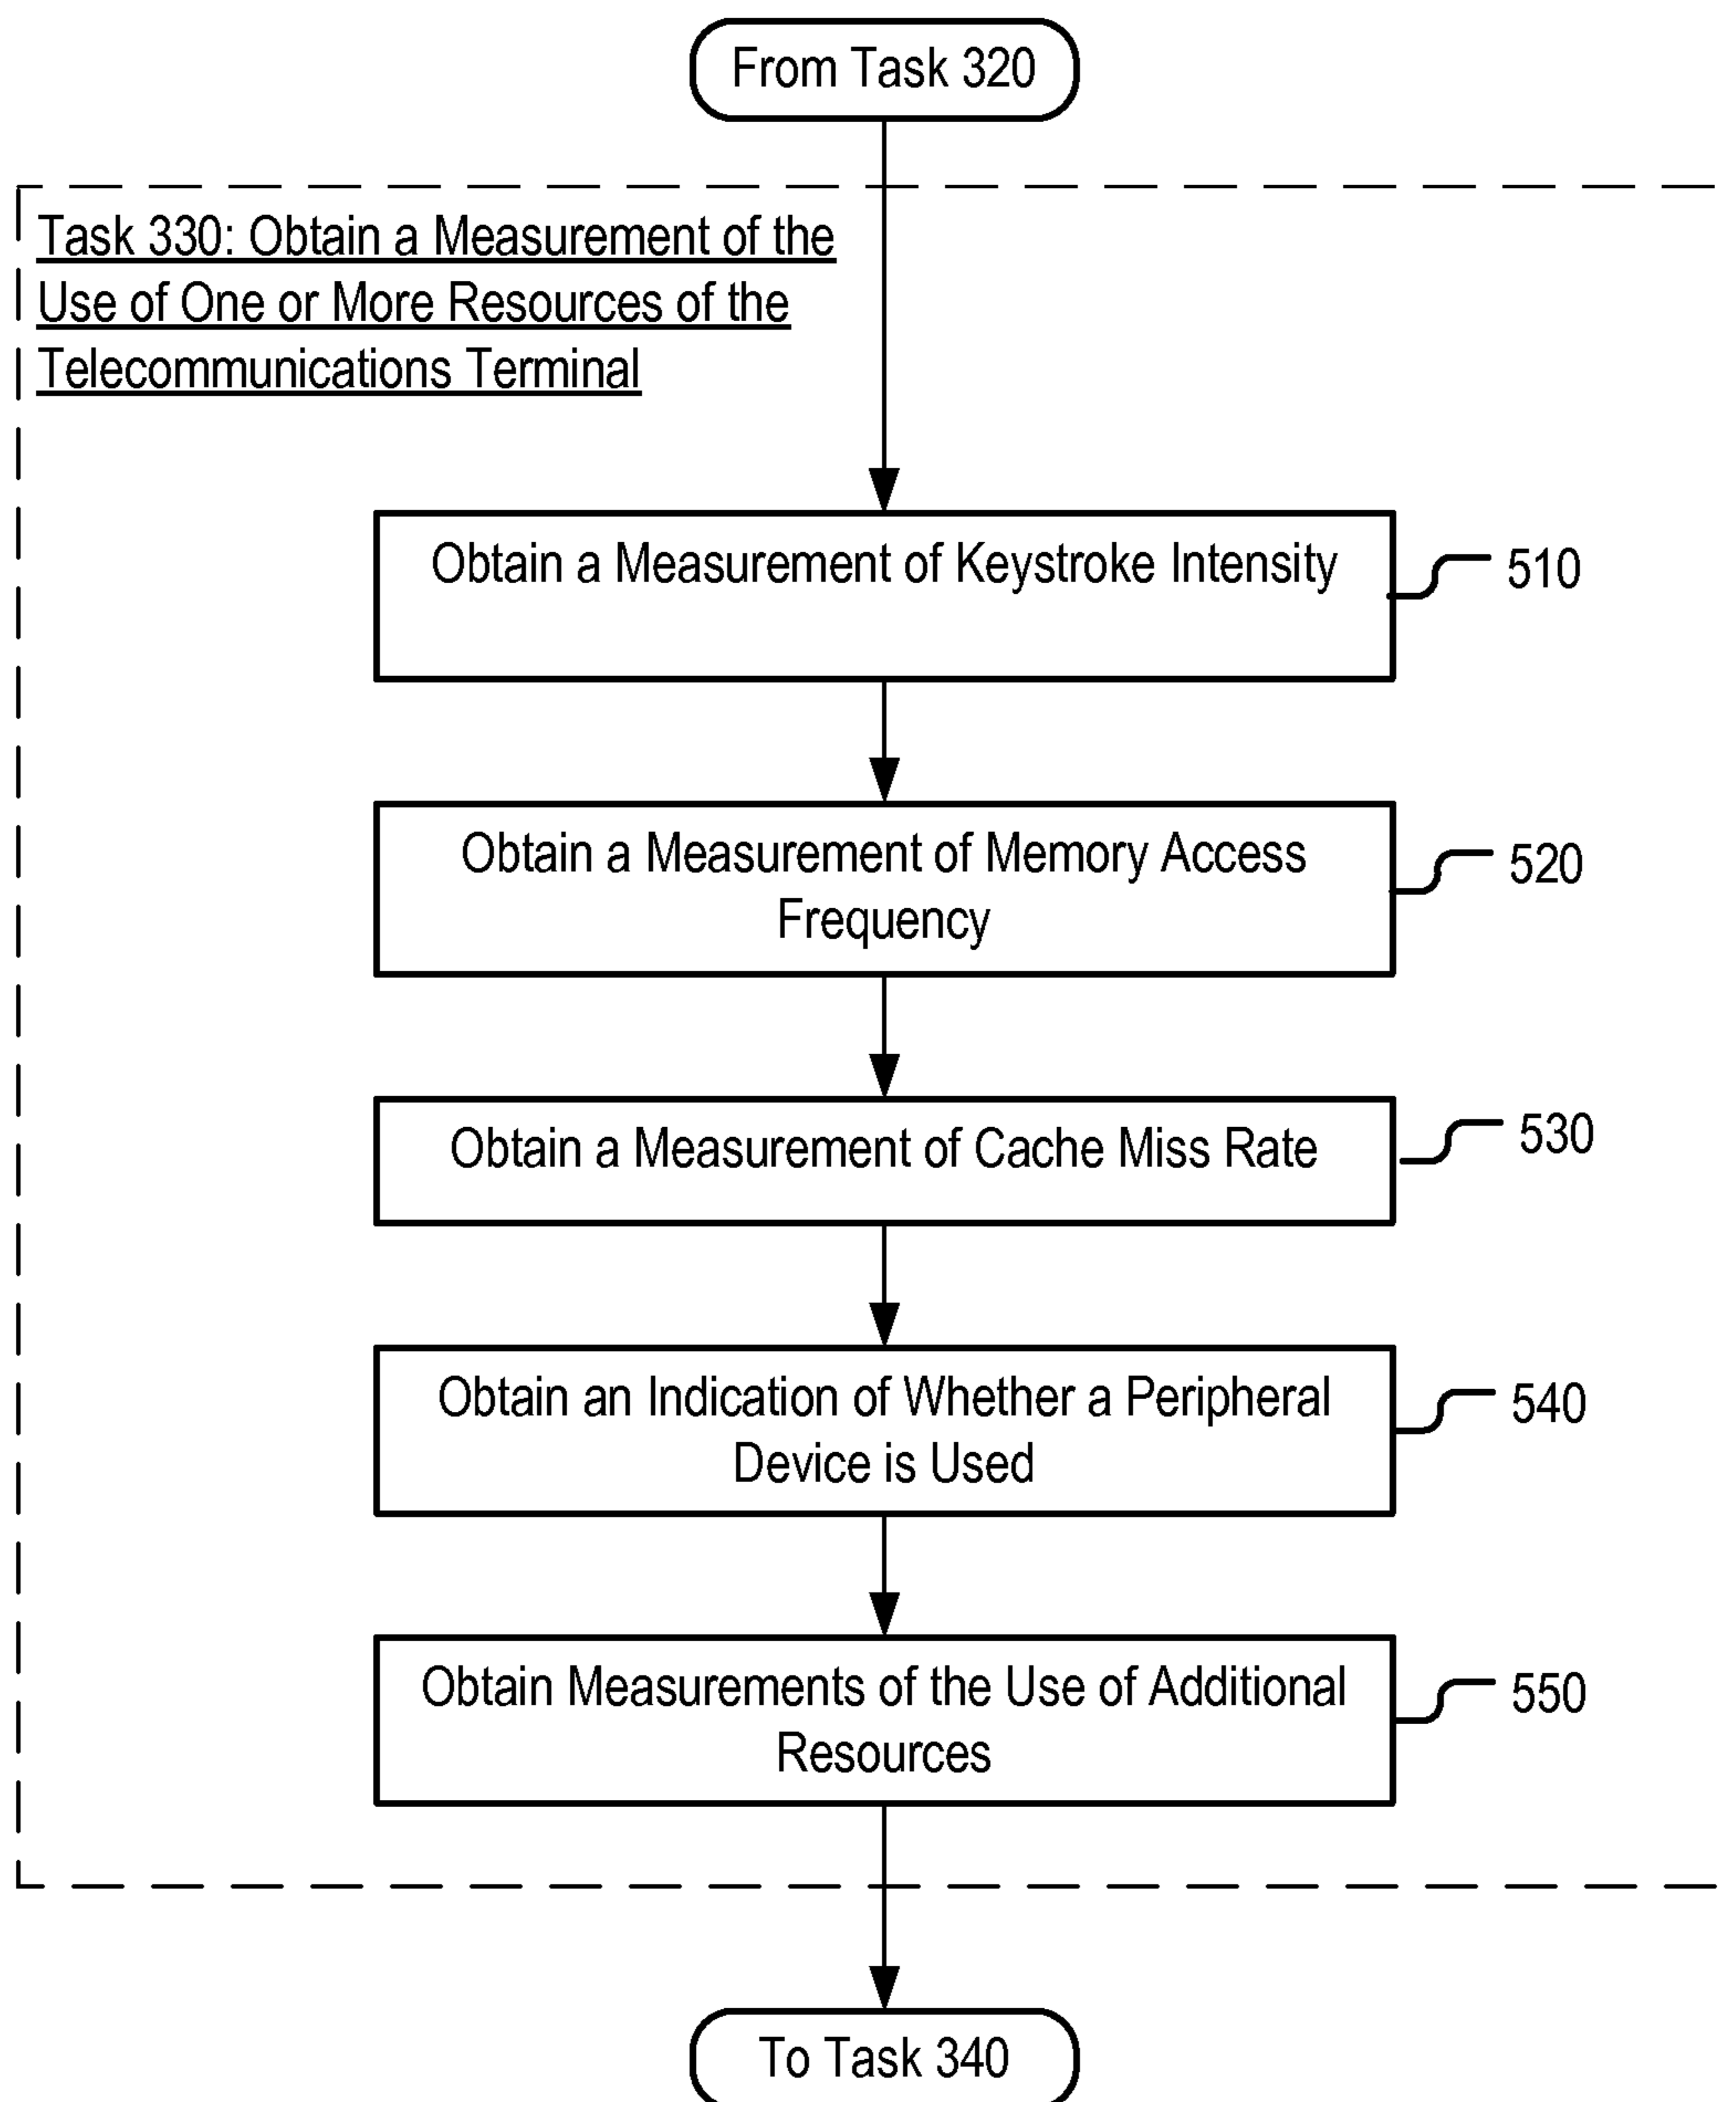 From Task 320
Task 330: Obtain a Measurement of the
Use of One or More Resources of the
Telecommunications Terminal
Obtain a Measurement of Keystroke Intensity
510
Obtain a Measurement of Memory Access
Frequency
520
Obtain a Measurement of Cache Miss Rate
530
Obtain an Indication of Whether a Peripheral
Device is Used
540
Obtain Measurements of the Use of Additional
Resources
550
To Task 340